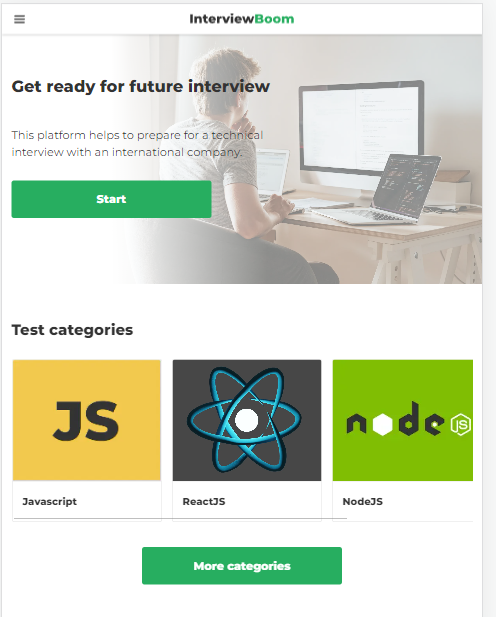 InterviewBoom
Get ready for future interview
This platform helps to prepare for a technical
interview with an international company.
Start
Test categories
JS
node
JS
Javascript
ReactJS
NodeJS
More categories